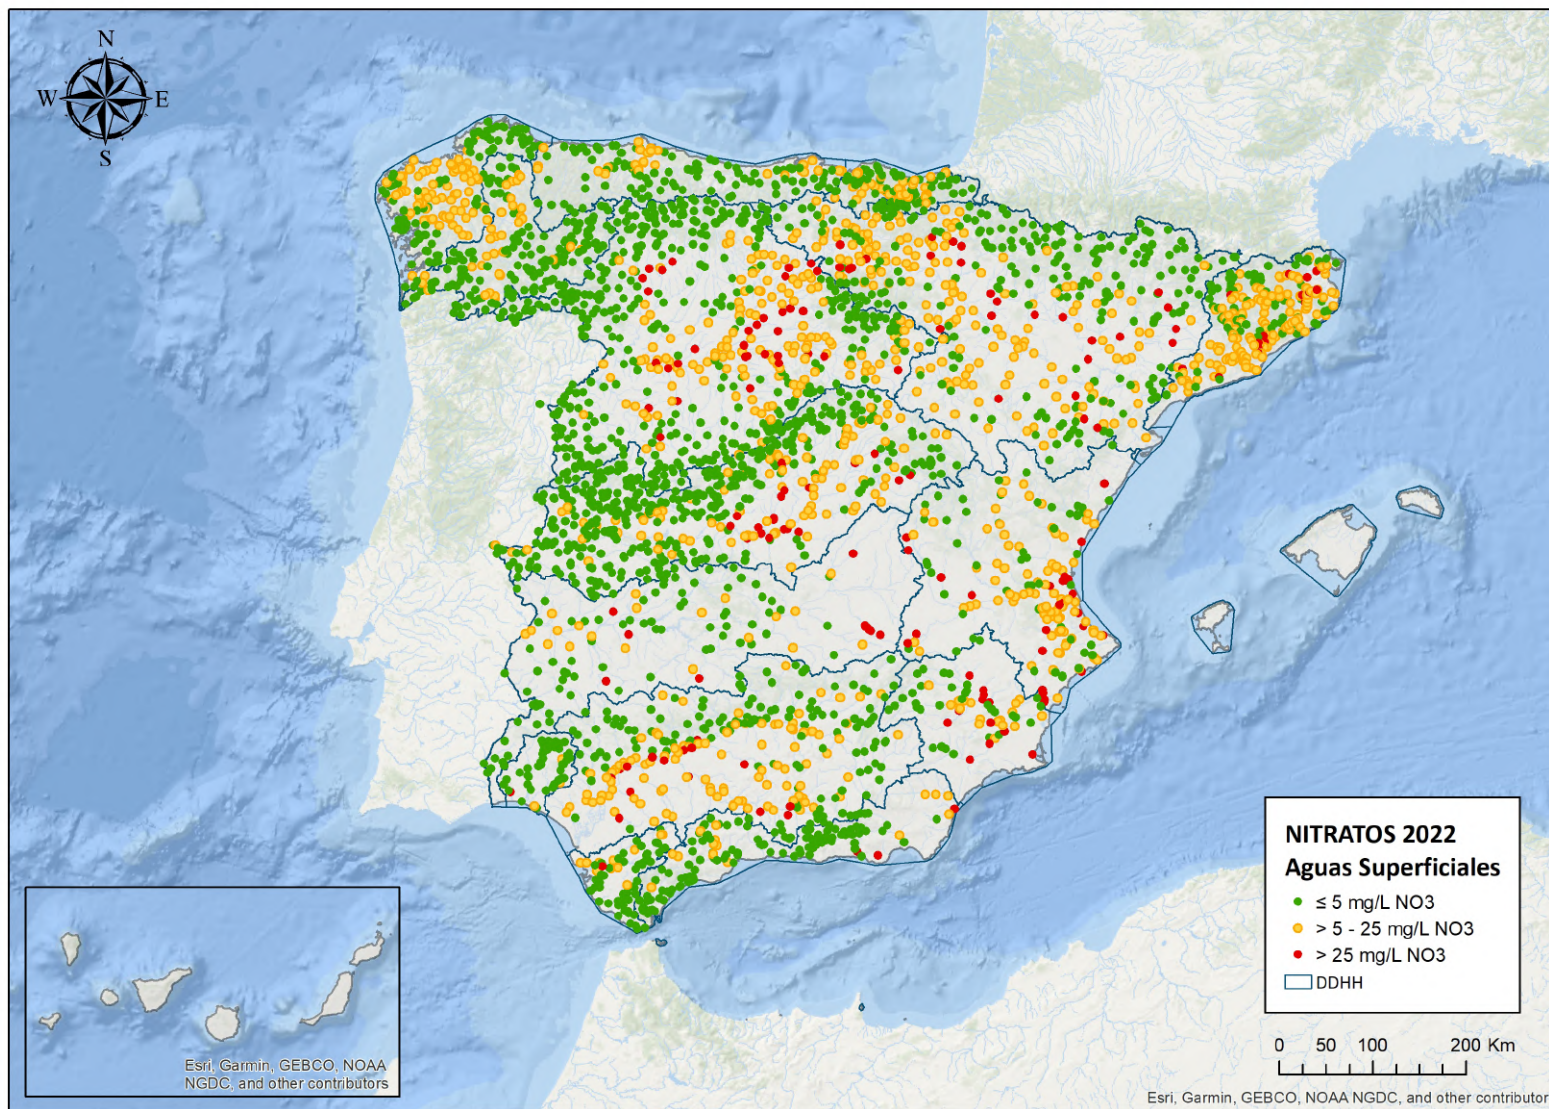 N
W E
S
NITRATOS 2022
Aguas Superficiales
≤ 5 mg/L NO3
> 5 - 25 mg/L NO3
> 25 mg/L NO3
DDHH
0 50 100 200 Km
Esri, Garmin, GEBCO, NOAA
NGDC, and other contributors
Esri, Garmin, GEBCO, NOAA NGDC, and other contributor